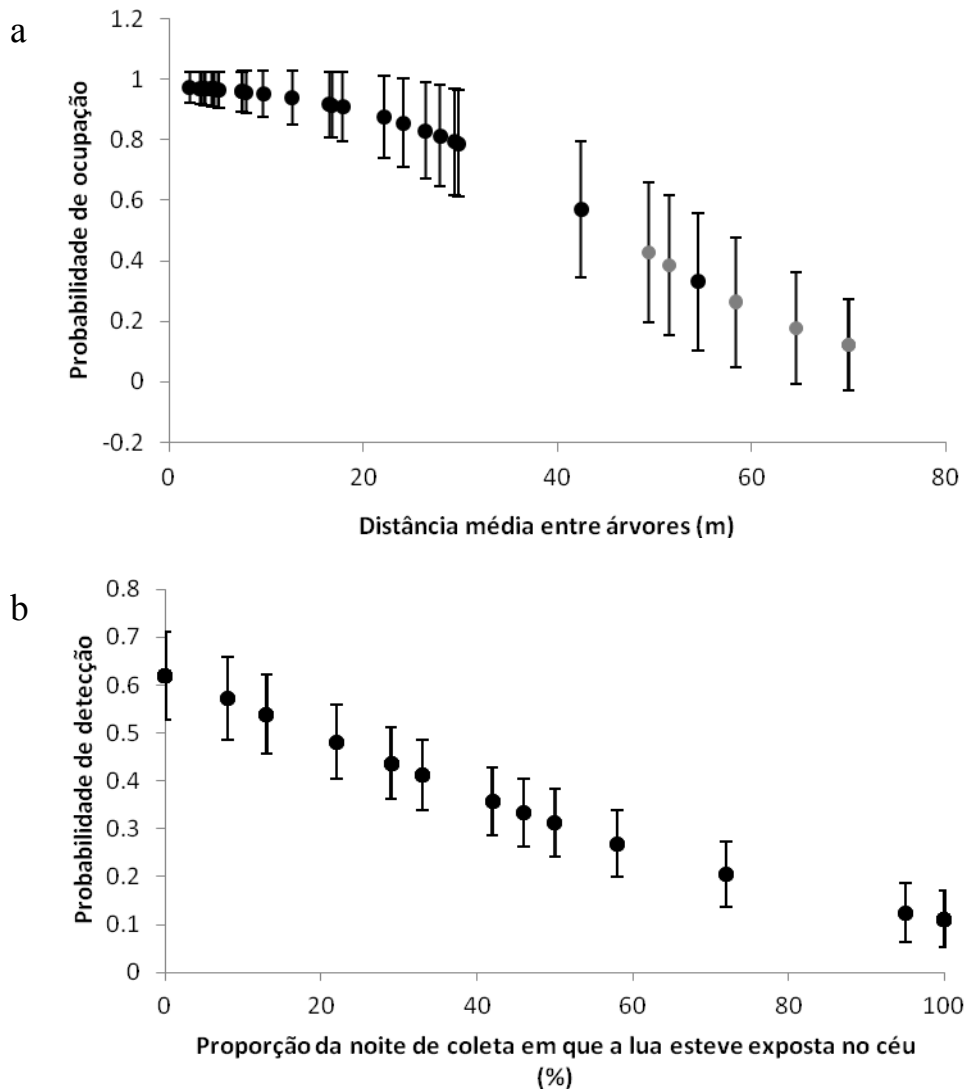 a
1.2
1
0.8
0.6
0.4
0.2
0
-0.2
Probabilidade de ocupação
0 20 40 60 80
Distância média entre árvores (m)
b
0.8
0.7
0.6
0.5
0.4
0.3
0.2
0.1
0
Probabilidade de detecção
0 20 40 60 80 100
Proporção da noite de coleta em que a lua esteve exposta no céu
(%)